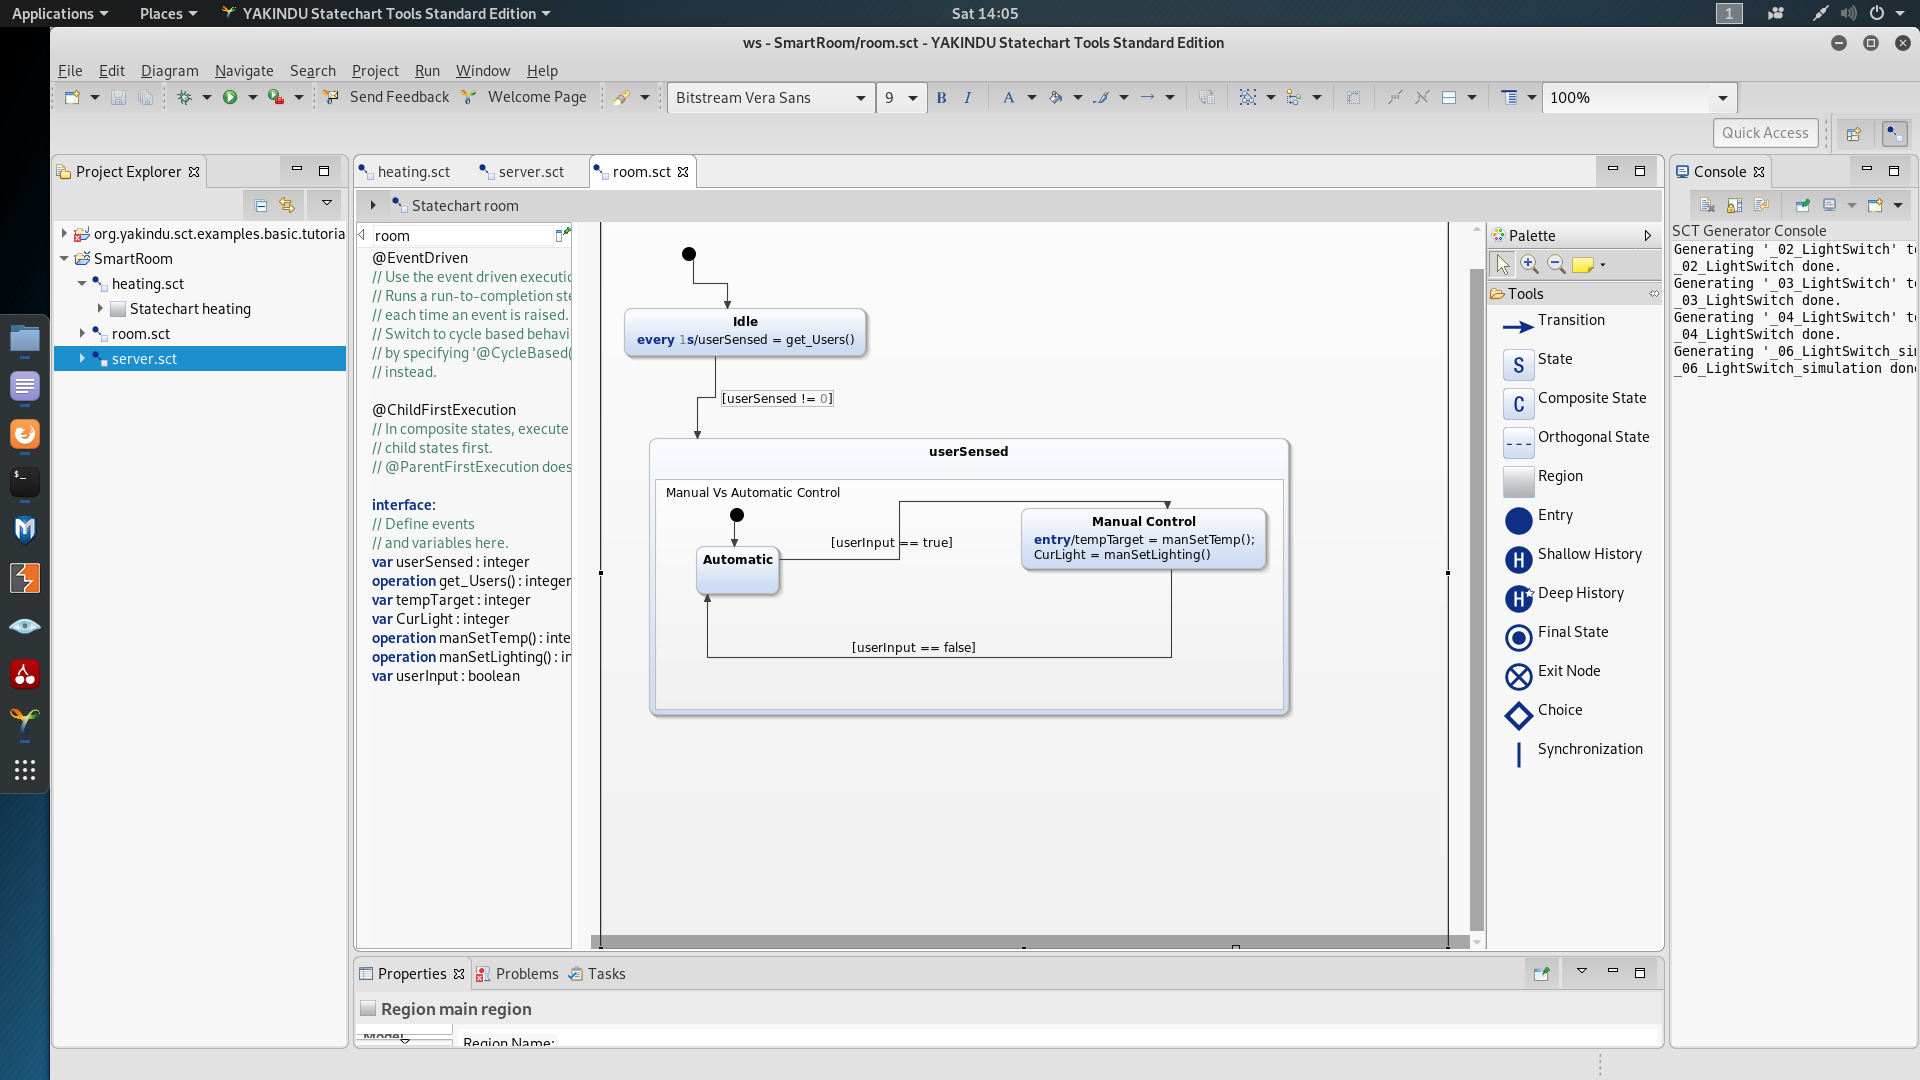 Applications
Places
YAKINDU Statechart Tools Standard Edition
Sat 14:05
1
ws - SmartRoom/room.sct - YAKINDU Statechart Tools Standard Edition
File Edit Diagram Navigate Search Project Run Window Help
Send Feedback
Welcome Page
Bitstream Vera Sans
9
B
I
A
100%
Quick Access
Project Explorer
org.yakindu.sct.examples.basic.tutoria
SmartRoom
heating.sct
Statechart heating
room.sct
server.sct
heating.sct
server.sct
room.sct
Statechart room
room
@EventDriven
// Use the event driven executic
// Runs a run-to-completion ste
// each time an event is raised.
// Switch to cycle based behavi
// by specifying '@CycleBased(
// instead.
@ChildFirstExecution
// In composite states, execute
// child states first.
// @ParentFirstExecution does
interface:
// Define events
// and variables here.
var userSensed : integer
operation get_Users() : integer
var tempTarget : integer
var CurLight : integer
operation manSetTemp() : inte
operation manSetLighting() : in
var userInput : boolean
Idle
every 1s/userSensed = get_Users()
[userSensed != 0]
userSensed
Manual Vs Automatic Control
Automatic
[userInput == true]
Manual Control
entry/tempTarget = manSetTemp();
CurLight = manSetLighting()
[userInput == false]
Palette
Tools
Transition
S State
C Composite State
Orthogonal State
Region
Entry
H Shallow History
H* Deep History
Final State
Exit Node
Choice
Synchronization
Console
SCT Generator Console
Generating '_02_LightSwitch' to
_02_LightSwitch done.
Generating '_03_LightSwitch' to
_03_LightSwitch done.
Generating '_04_LightSwitch' to
_04_LightSwitch done.
Generating '_06_LightSwitch_sim
_06_LightSwitch_simulation done
Properties
Problems
Tasks
Region main region
Model
Region Name: